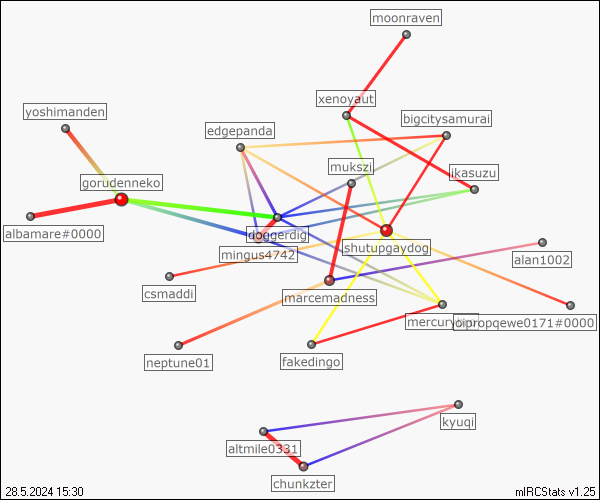 moonraven
xenoyaut
yoshimanden
bigcitysamurai
edgepanda
mukszi
ikasuzu
gorudenneko
albamare#0000
doggerdig
shutupgaydog
mingus4742
alan1002
csmaddi
marcemadness
propqewe0171#0000
neptune01
fakedingo
kyuqi
altmile0331
chunkzter
28.5.2024 15:30
mIRCStats v1.25